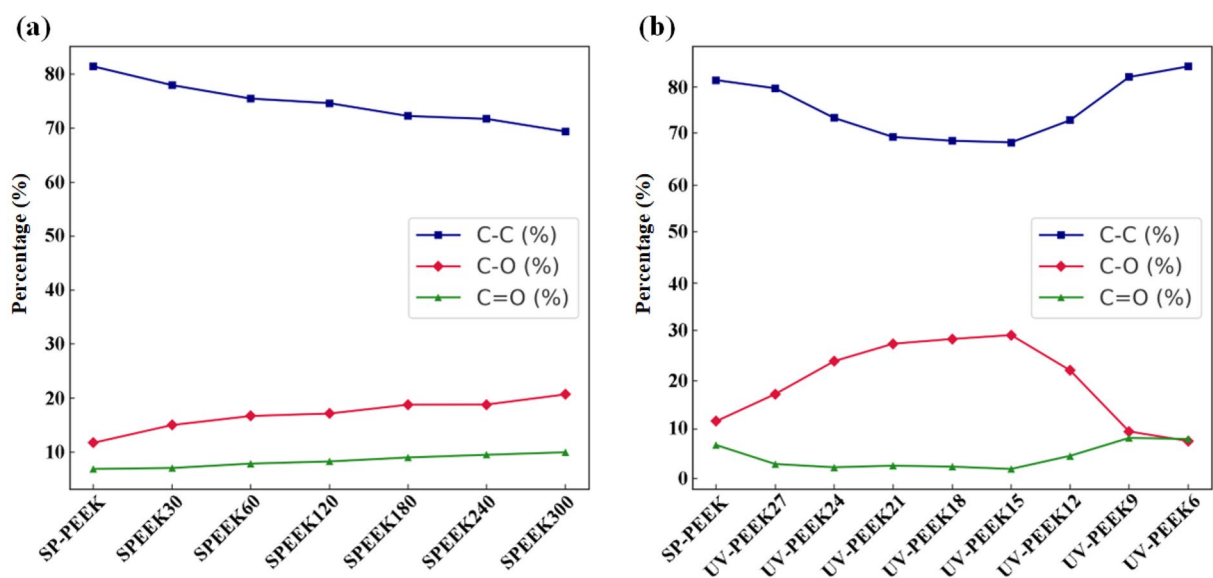 (a)
80
70
60
50
40
30
20
10
Percentage (%)
C-C (%)
C-O (%)
C=O (%)
SP-PEEK
SPEEK30
SPEEK60
SPEEK120
SPEEK180
SPEEK240
SPEEK300
(b)
80
70
60
50
40
30
20
10
0
Percentage (%)
C-C (%)
C-O (%)
C=O (%)
SP-PEEK
UV-PEEK27
UV-PEEK24
UV-PEEK21
UV-PEEK18
UV-PEEK15
UV-PEEK12
UV-PEEK9
UV-PEEK6